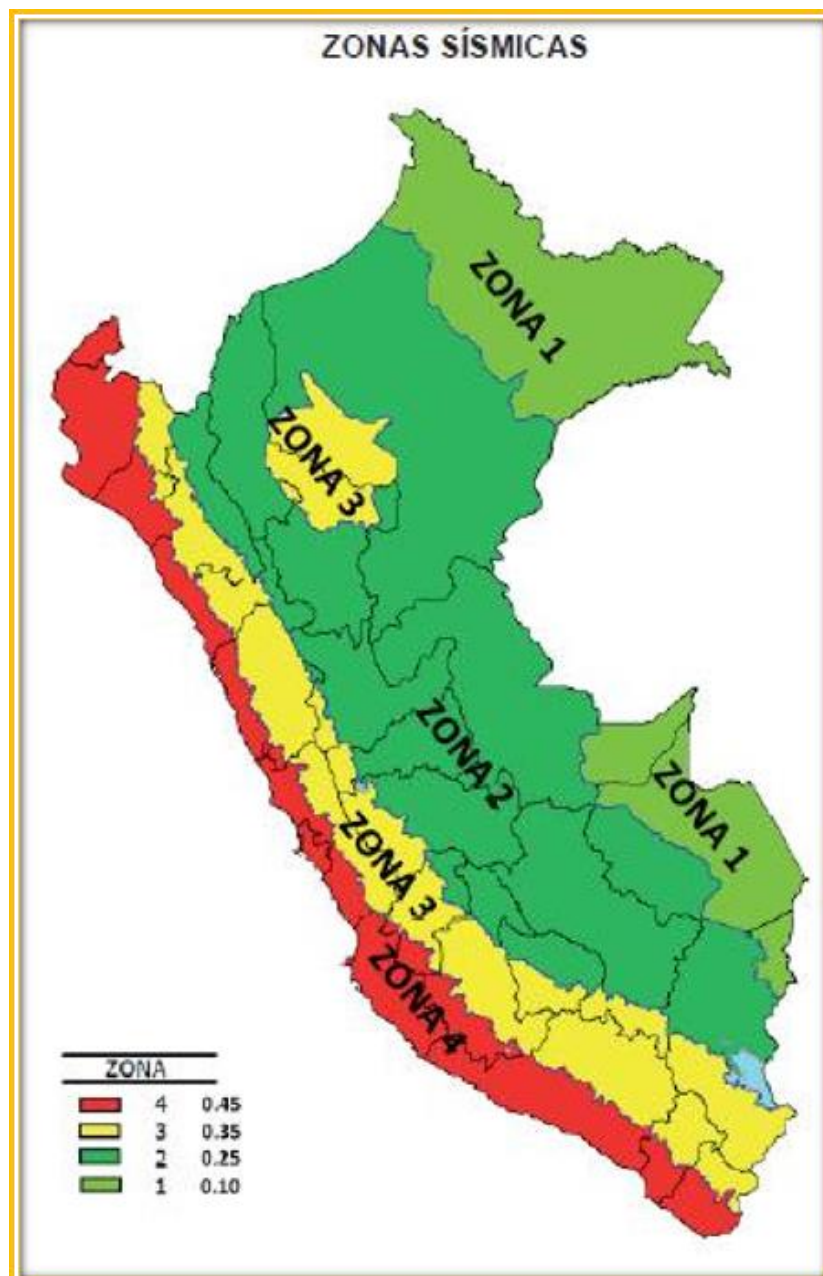 ZONAS SÍSMICAS
ZONA 1
ZONA 3
ZONA 2
ZONA 1
ZONA 3
ZONA 4
ZONA
4 0.45
3 0.35
2 0.25
1 0.10